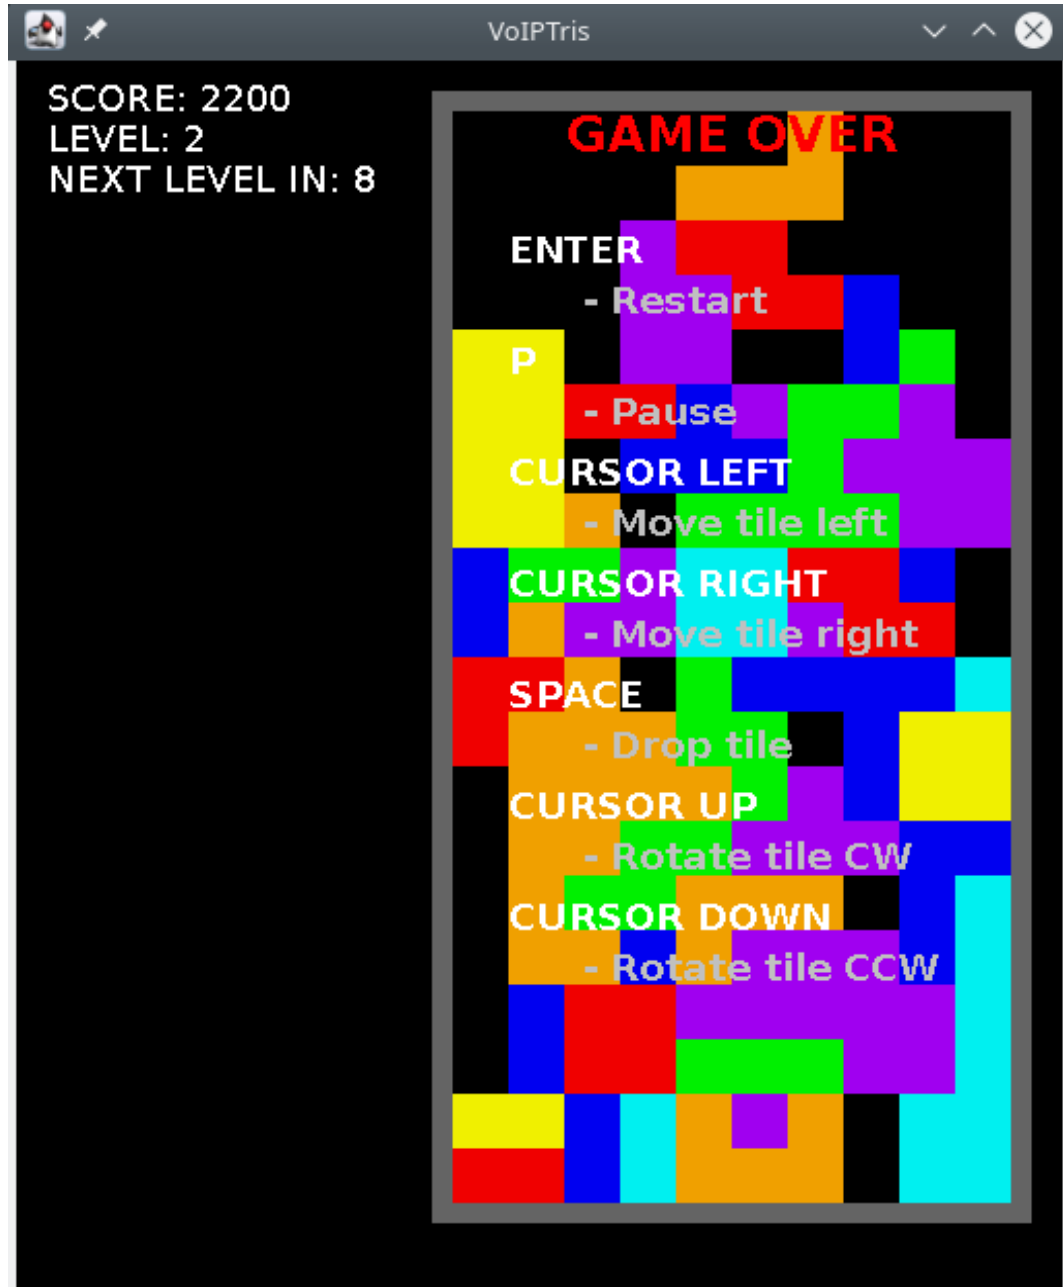 VoIPTris
SCORE: 2200
LEVEL: 2
NEXT LEVEL IN: 8
GAME OVER
ENTER
- Restart
P
- Pause
CURSOR LEFT
- Move tile left
CURSOR RIGHT
- Move tile right
SPACE
- Drop tile
CURSOR UP
- Rotate tile CW
CURSOR DOWN
- Rotate tile CCW